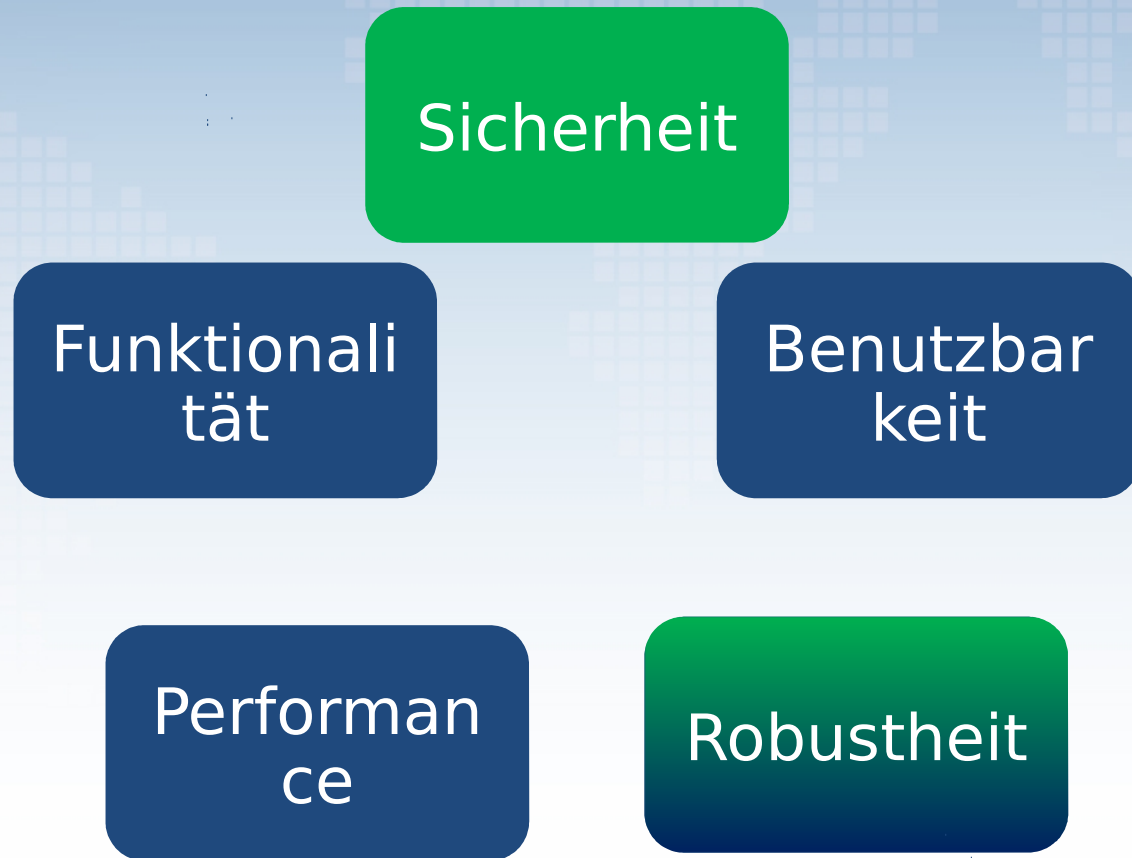 Sicherheit
Funktionali
tät
Benutzbar
keit
Performan
ce
Robustheit